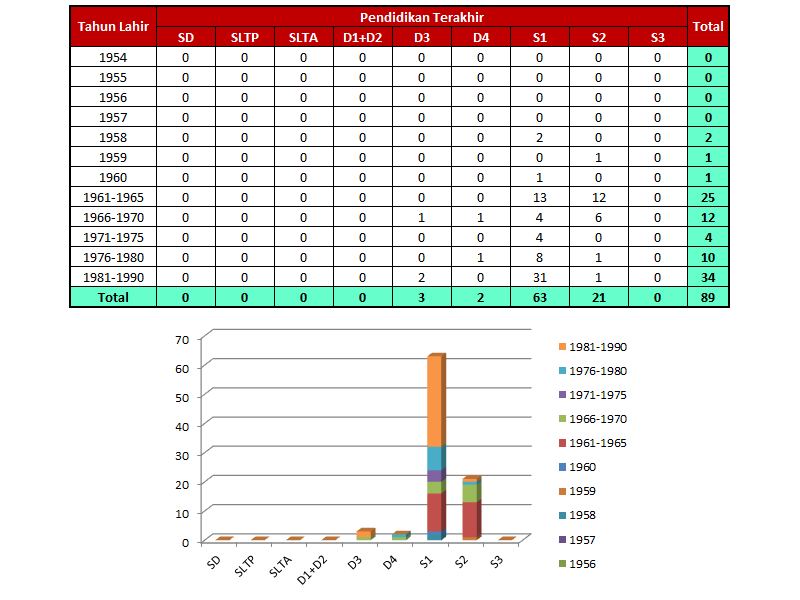 Tahun Lahir Pendidikan Terakhir Total
SD SLTP SLTA D1+D2 D3 D4 S1 S2 S3
1954 0 0 0 0 0 0 0 0 0 0
1955 0 0 0 0 0 0 0 0 0 0
1956 0 0 0 0 0 0 0 0 0 0
1957 0 0 0 0 0 0 0 0 0 0
1958 0 0 0 0 0 0 2 0 0 2
1959 0 0 0 0 0 0 0 1 0 1
1960 0 0 0 0 0 0 1 0 0 1
1961-1965 0 0 0 0 0 0 13 12 0 25
1966-1970 0 0 0 0 1 1 4 6 0 12
1971-1975 0 0 0 0 0 0 4 0 0 4
1976-1980 0 0 0 0 0 1 8 1 0 10
1981-1990 0 0 0 0 2 0 31 1 0 34
Total 0 0 0 0 3 2 63 21 0 89
70
60
50
40
30
20
10
0
SD SLTP SLTA D1+D2 D3 D4 S1 S2 S3
1981-1990
1976-1980
1971-1975
1966-1970
1961-1965
1960
1959
1958
1957
1956